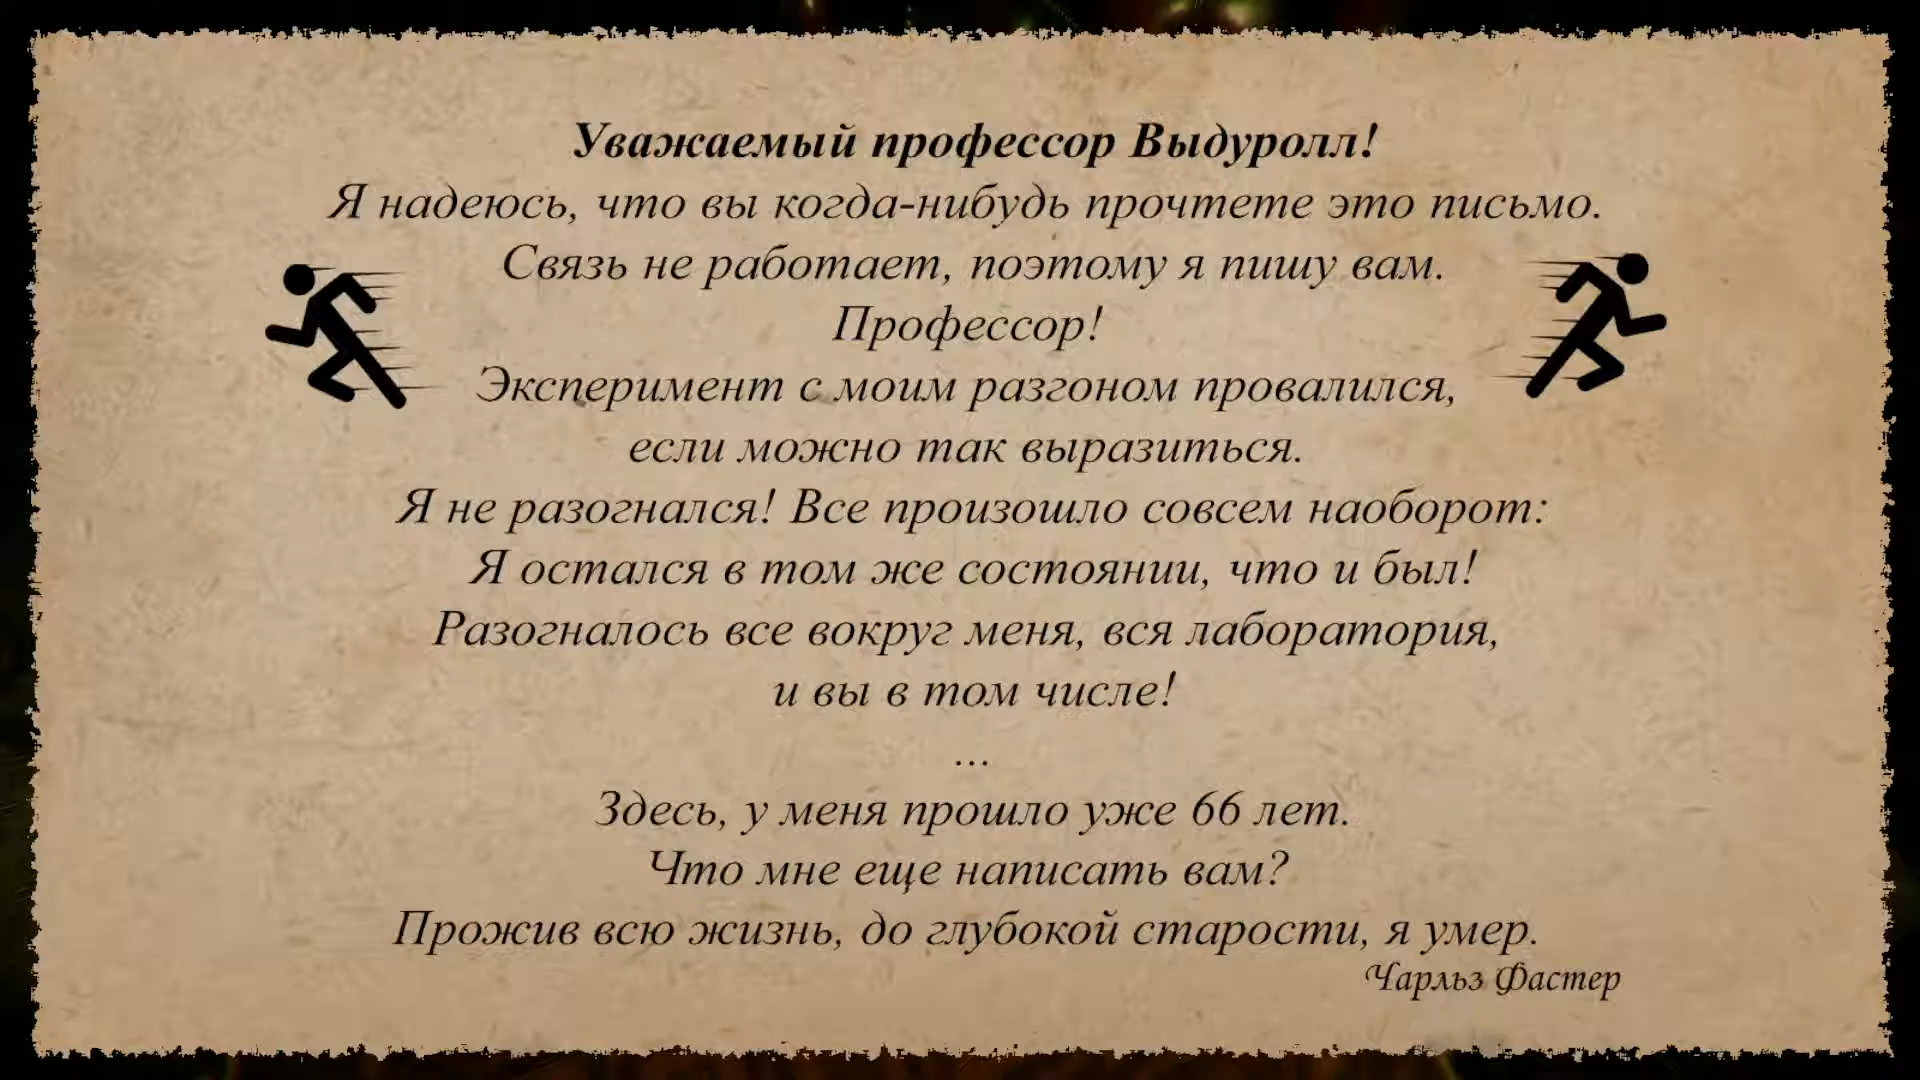 Уважаемый профессор Выдуролл!
Я надеюсь, что вы когда-нибудь прочтете это письмо.
Связь не работает, поэтому я пишу вам.
Профессор!
Эксперимент с моим разгоном провалился,
если можно так выразиться.
Я не разогнался! Все произошло совсем наоборот:
Я остался в том же состоянии, что и был!
Разогналось все вокруг меня, вся лаборатория,
и вы в том числе!
...
Здесь, у меня прошло уже 66 лет.
Что мне еще написать вам?
Прожив всю жизнь, до глубокой старости, я умер.
Чарльз Фастер